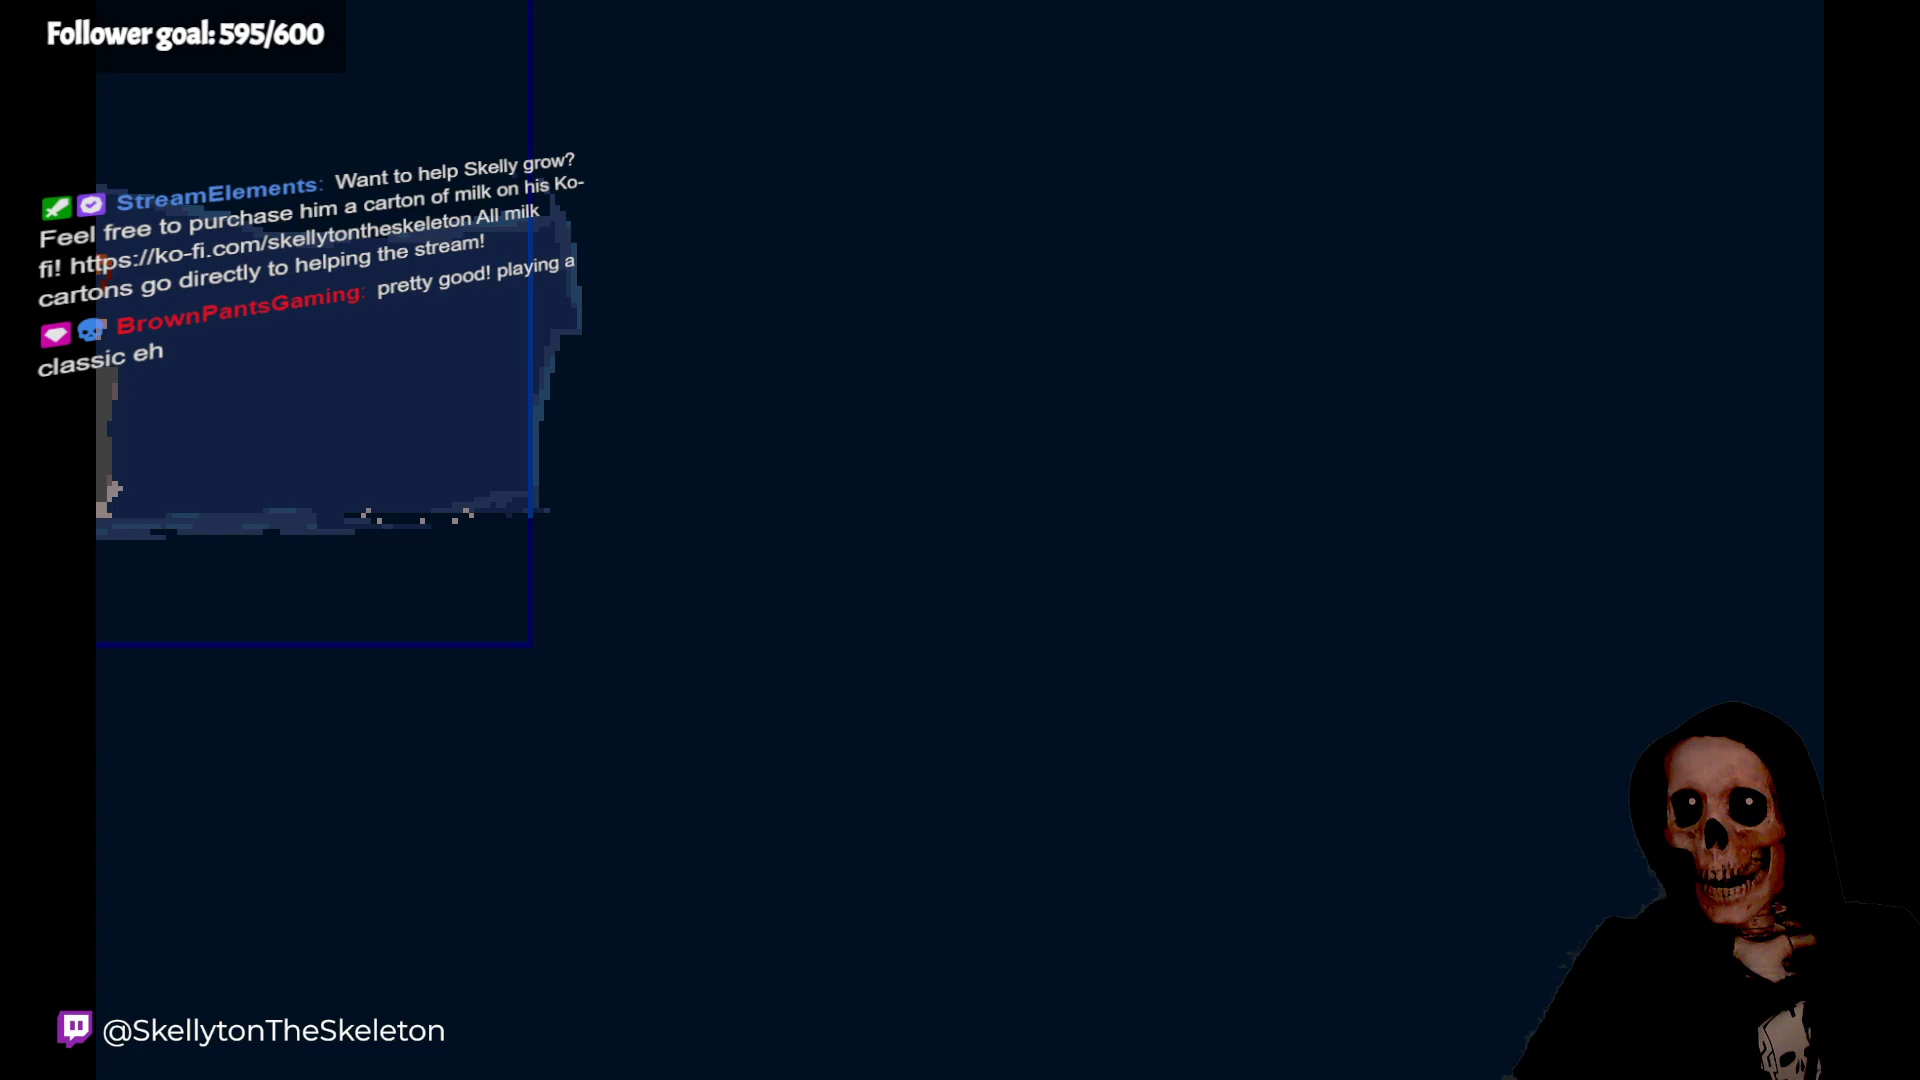 Follower goal: 595/600
StreamElements: Want to help Skelly grow?
Feel free to purchase him a carton of milk on his Ko-
fi! https://ko-fi.com/skellytontheskeleton All milk
cartons go directly to helping the stream!
BrownPantsGaming: pretty good! playing a
classic eh
@SkellytonTheSkeleton